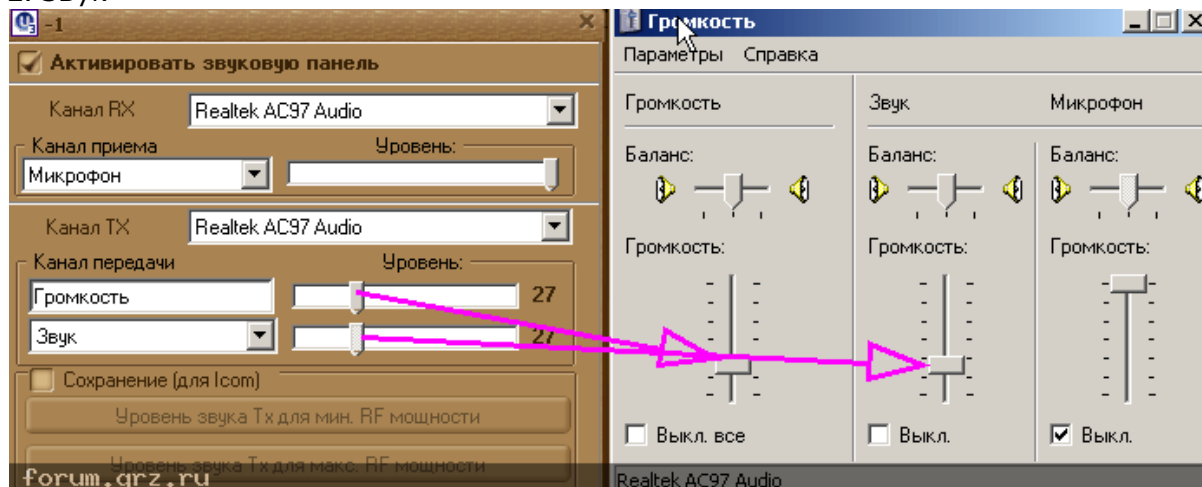 -1
Активировать звуковую панель
Канал RX
Realtek AC97 Audio
Канал приема
Уровень:
Микрофон
Канал TX
Realtek AC97 Audio
Канал передачи
Уровень:
Громкость
27
Звук
27
Сохранение (для Icom)
Уровень звука Tx для мин. RF мощности
Уровень звука Tx для макс. RF мощности
forum.qrz.ru
Громкость
Параметры Справка
Громкость
Баланс:
Громкость:
Выкл. все
Звук
Баланс:
Громкость:
Выкл.
Микрофон
Баланс:
Громкость:
Выкл.
Realtek AC97 Audio